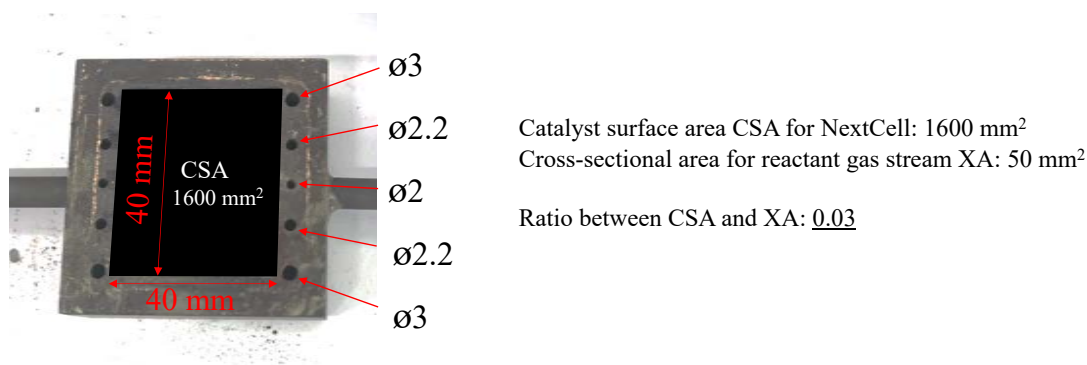 ø3
ø2.2
ø2
ø2.2
ø3
40 mm
CSA
1600 mm²
40 mm
Catalyst surface area CSA for NextCell: 1600 mm²
Cross-sectional area for reactant gas stream XA: 50 mm²
Ratio between CSA and XA: 0.03